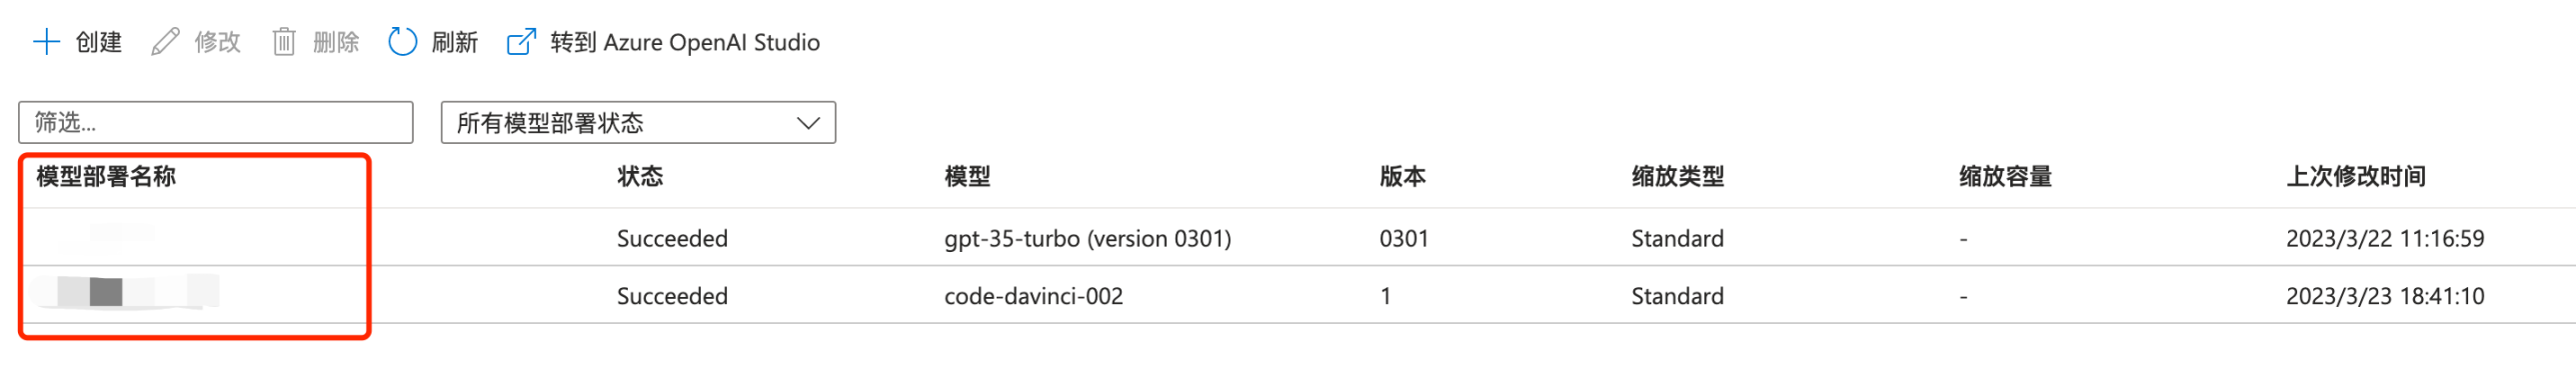 创建 修改 删除 刷新 转到 Azure OpenAI Studio
筛选... 所有模型部署状态
模型部署名称 状态 模型 版本 缩放类型 缩放容量 上次修改时间
Succeeded gpt-35-turbo (version 0301) 0301 Standard - 2023/3/22 11:16:59
Succeeded code-davinci-002 1 Standard - 2023/3/23 18:41:10